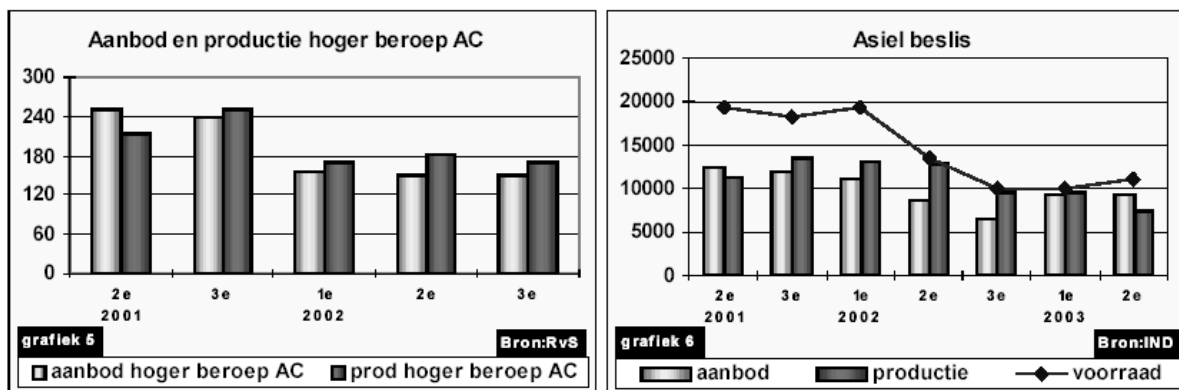 Aanbod en productie hoger beroep AC
300
240
180
120
60
0
2e 3e 1e 2e 3e
2001 2002
grafiek 5 Bron:RvS
aanbod hoger beroep AC prod hoger beroep AC
Asiel beslis
25000
20000
15000
10000
5000
0
2e 3e 1e 2e 3e 1e 2e
2001 2002 2003
grafiek 6 Bron:IND
aanbod productie voorraad